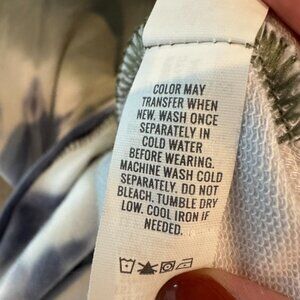 COLOR MAY
TRANSFER WHEN
NEW. WASH ONCE
SEPARATELY IN
COLD WATER
BEFORE WEARING.
MACHINE WASH COLD
SEPARATELY. DO NOT
BLEACH. TUMBLE DRY
LOW. COOL IRON IF
NEEDED.